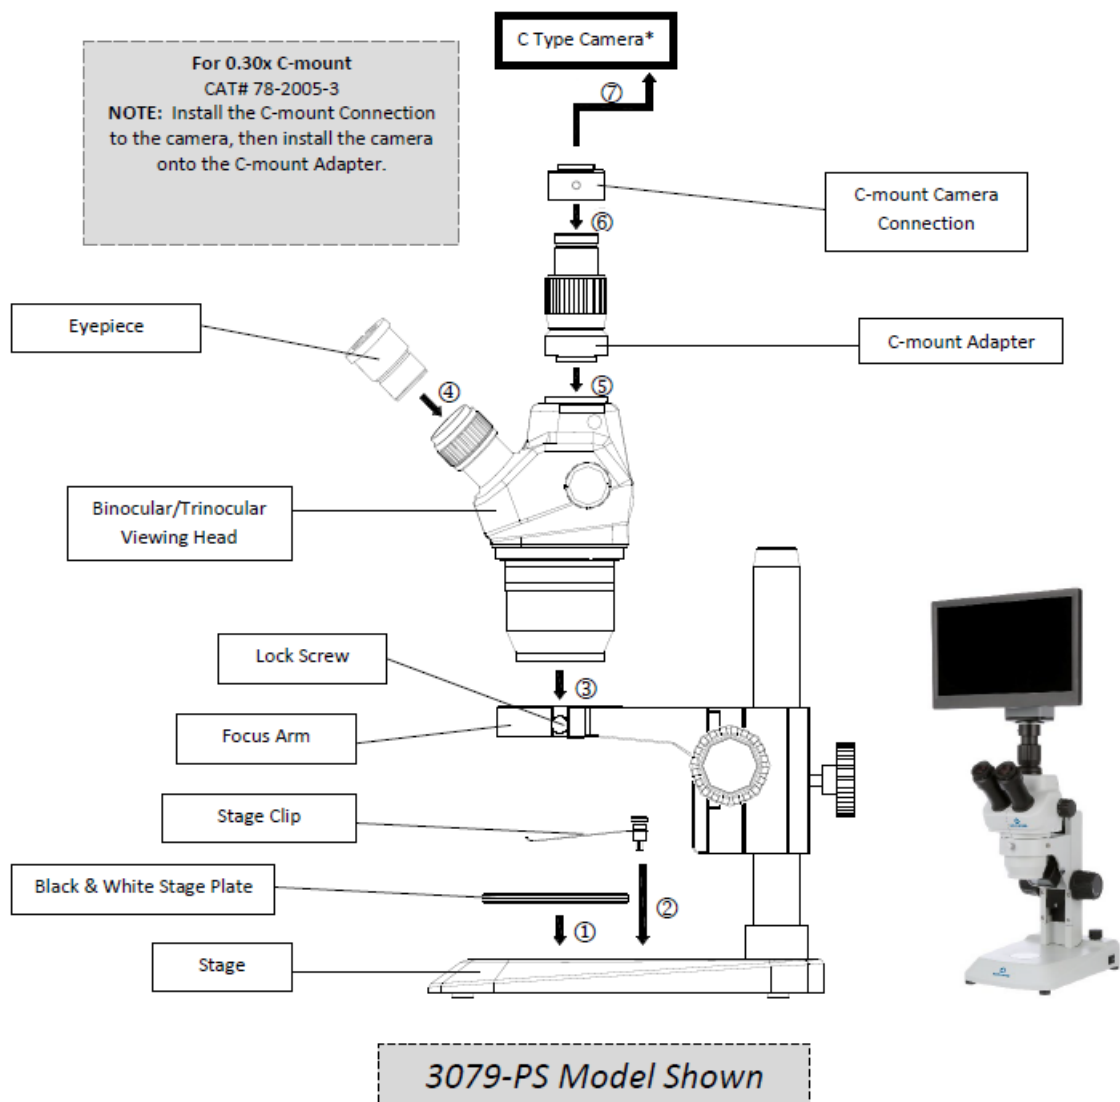 C Type Camera*
For 0.30x C-mount
CAT# 78-2005-3
NOTE: Install the C-mount Connection
to the camera, then install the camera
onto the C-mount Adapter.
⑦
C-mount Camera
Connection
⑥
Eyepiece
C-mount Adapter
④
⑤
Binocular/Trinocular
Viewing Head
Lock Screw
③
Focus Arm
Stage Clip
Black & White Stage Plate
②
①
Stage
3079-PS Model Shown